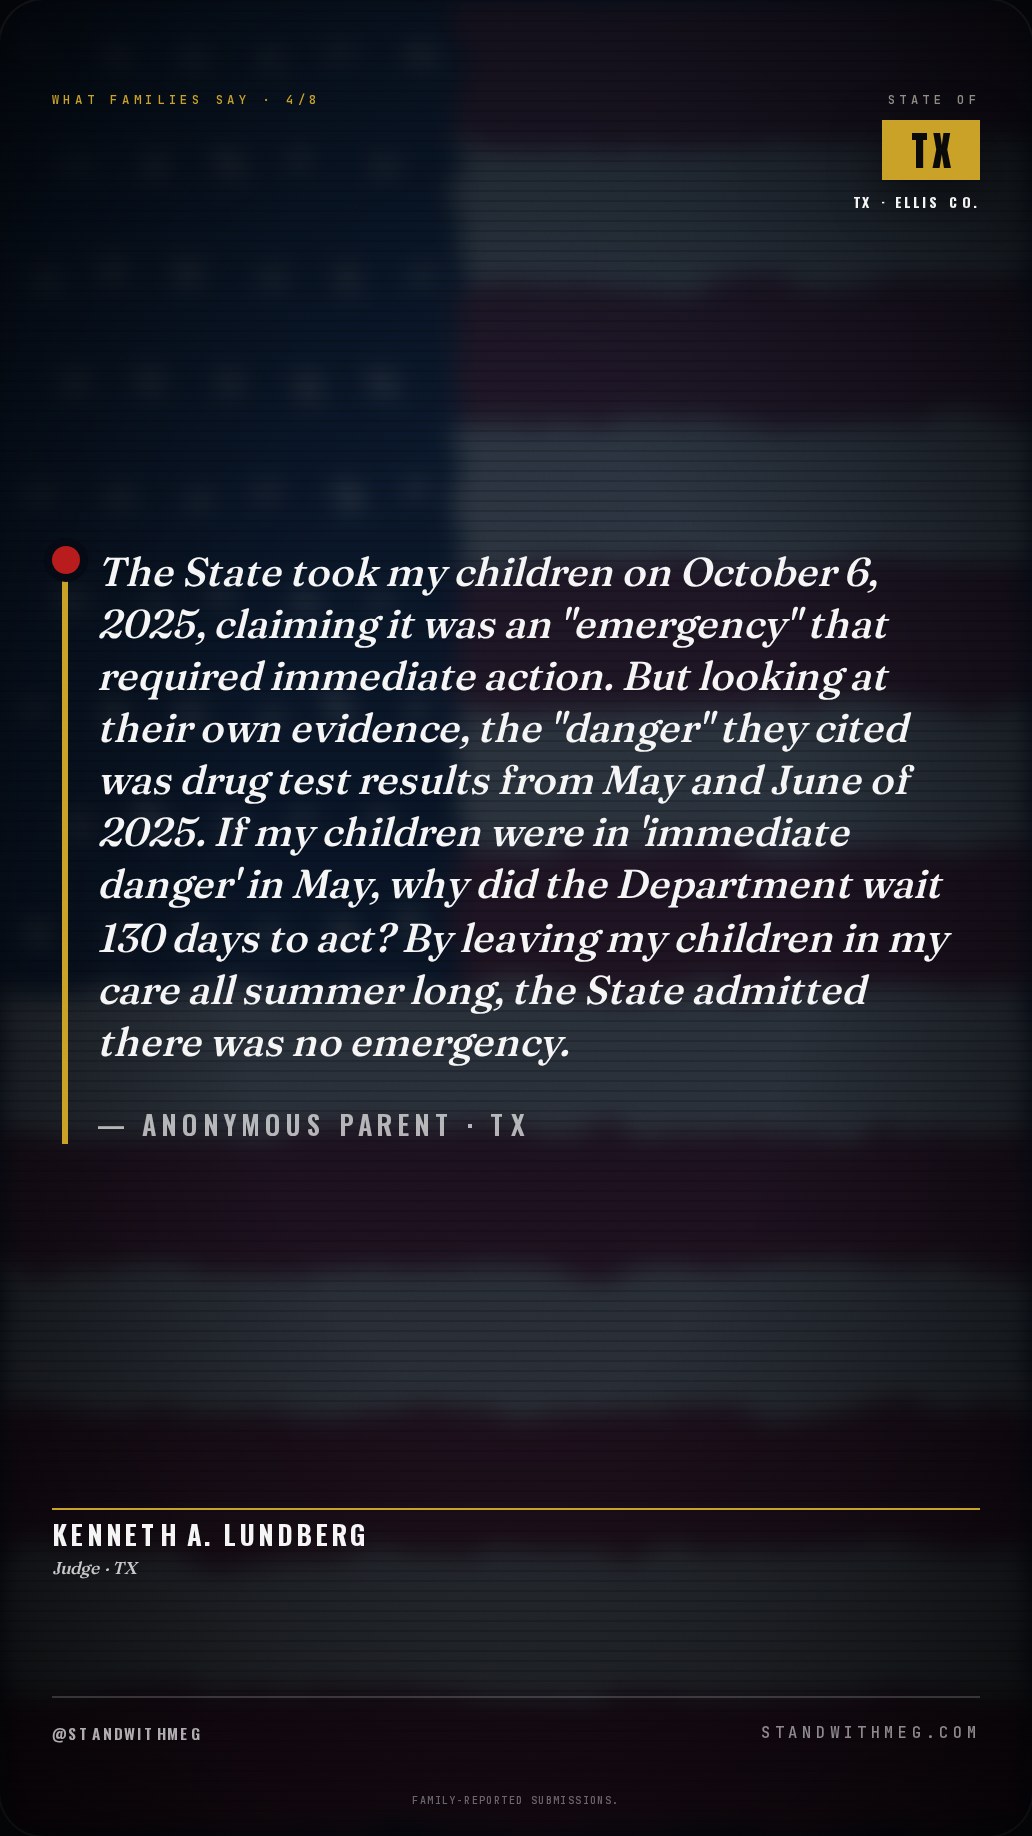 WHAT FAMILIES SAY · 4/8
STATE OF
TX
TX · ELLIS CO.
The State took my children on October 6,
2025, claiming it was an "emergency" that
required immediate action. But looking at
their own evidence, the "danger" they cited
was drug test results from May and June of
2025. If my children were in 'immediate
danger' in May, why did the Department wait
130 days to act? By leaving my children in my
care all summer long, the State admitted
there was no emergency.
— ANONYMOUS PARENT · TX
KENNETH A. LUNDBERG
Judge · TX
@STANDWITHMEG
STANDWITHMEG.COM
FAMILY-REPORTED SUBMISSIONS.